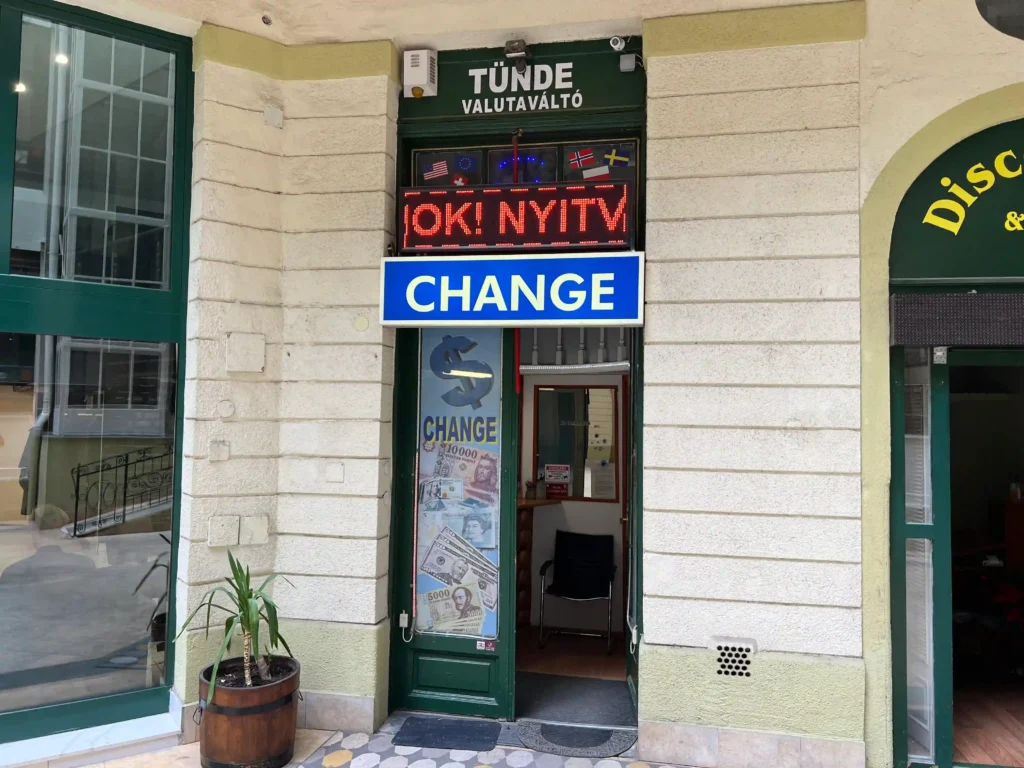 TÜNDE
VALUTAVÁLTÓ
OK! NYITV
CHANGE
Disc
&
$
CHANGE
10000
5000